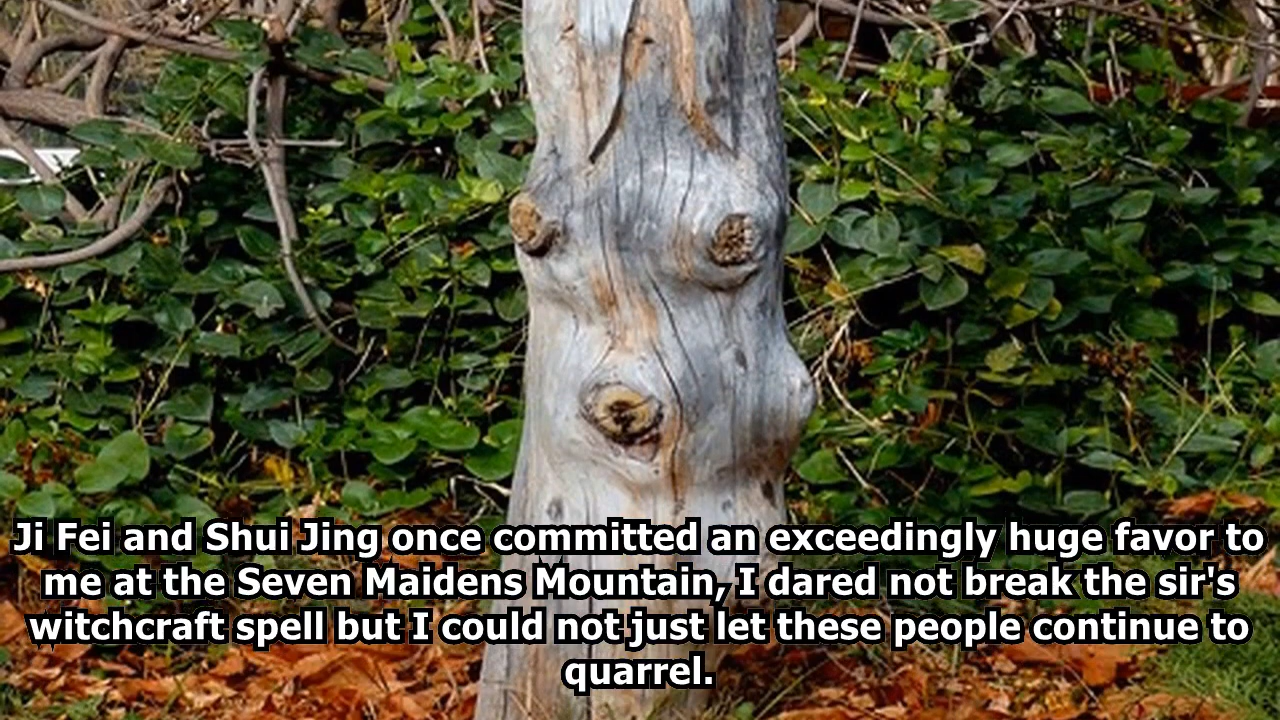 Ji Fei and Shui Jing once committed an exceedingly huge favor to
me at the Seven Maidens Mountain, I dared not break the sir's
witchcraft spell but I could not just let these people continue to
quarrel.